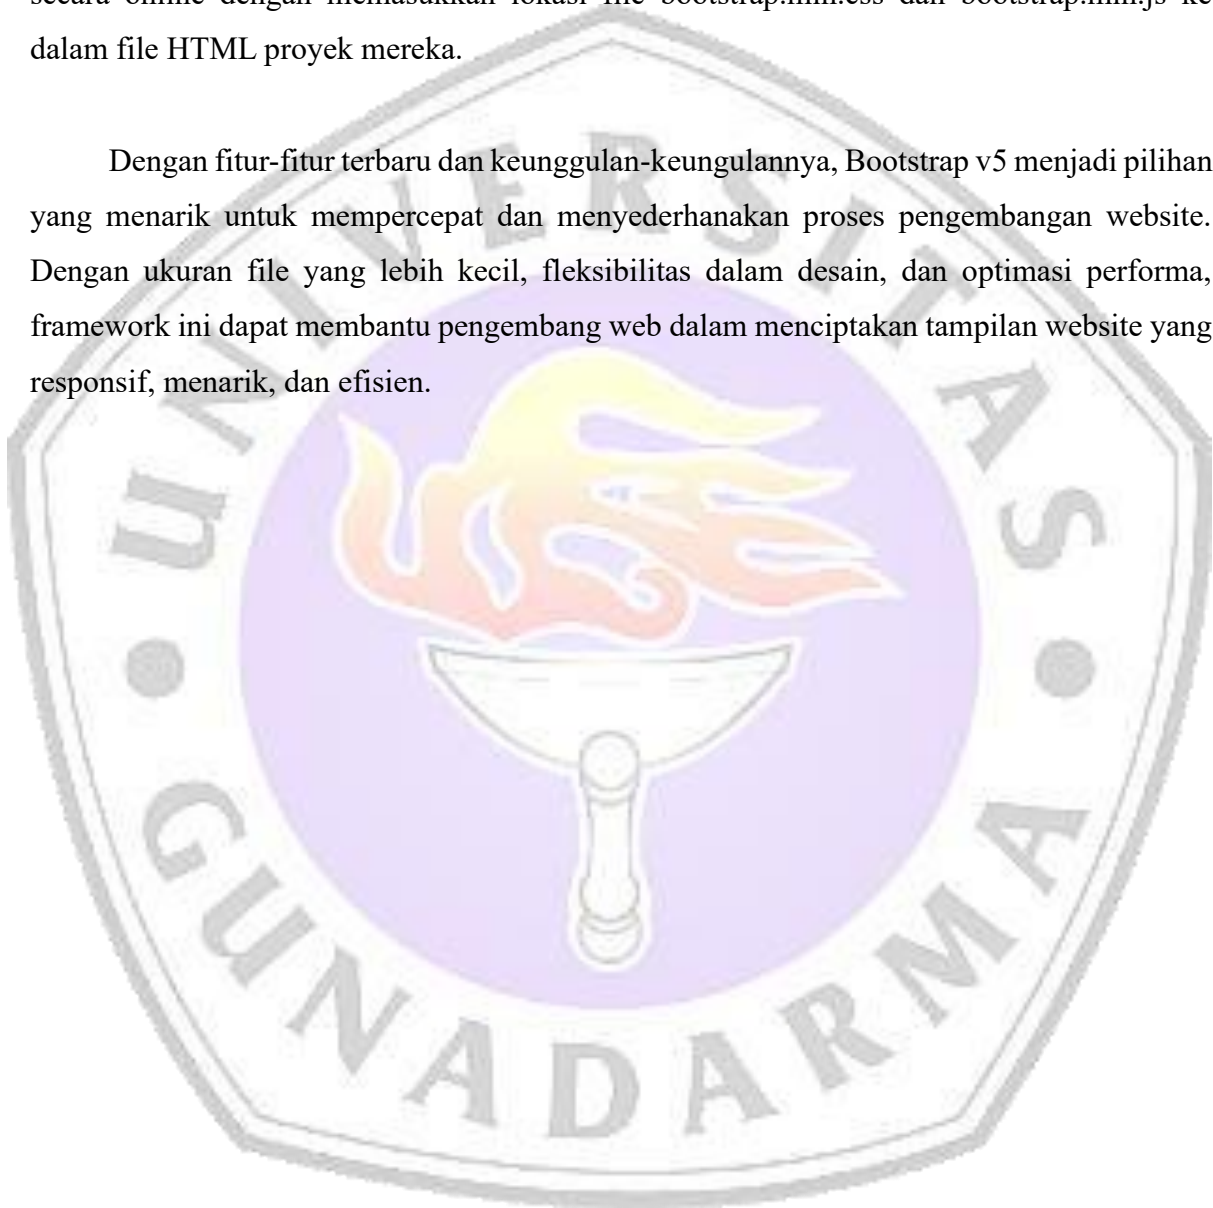 secara online dengan memasukkan lokasi file bootstrap.min.css dan bootstrap.min.js ke
dalam file HTML proyek mereka.
Dengan fitur-fitur terbaru dan keunggulan-keungulannya, Bootstrap v5 menjadi pilihan
yang menarik untuk mempercepat dan menyederhanakan proses pengembangan website.
Dengan ukuran file yang lebih kecil, fleksibilitas dalam desain, dan optimasi performa,
framework ini dapat membantu pengembang web dalam menciptakan tampilan website yang
responsif, menarik, dan efisien.
UNIVERSITAS
GUNADARMA